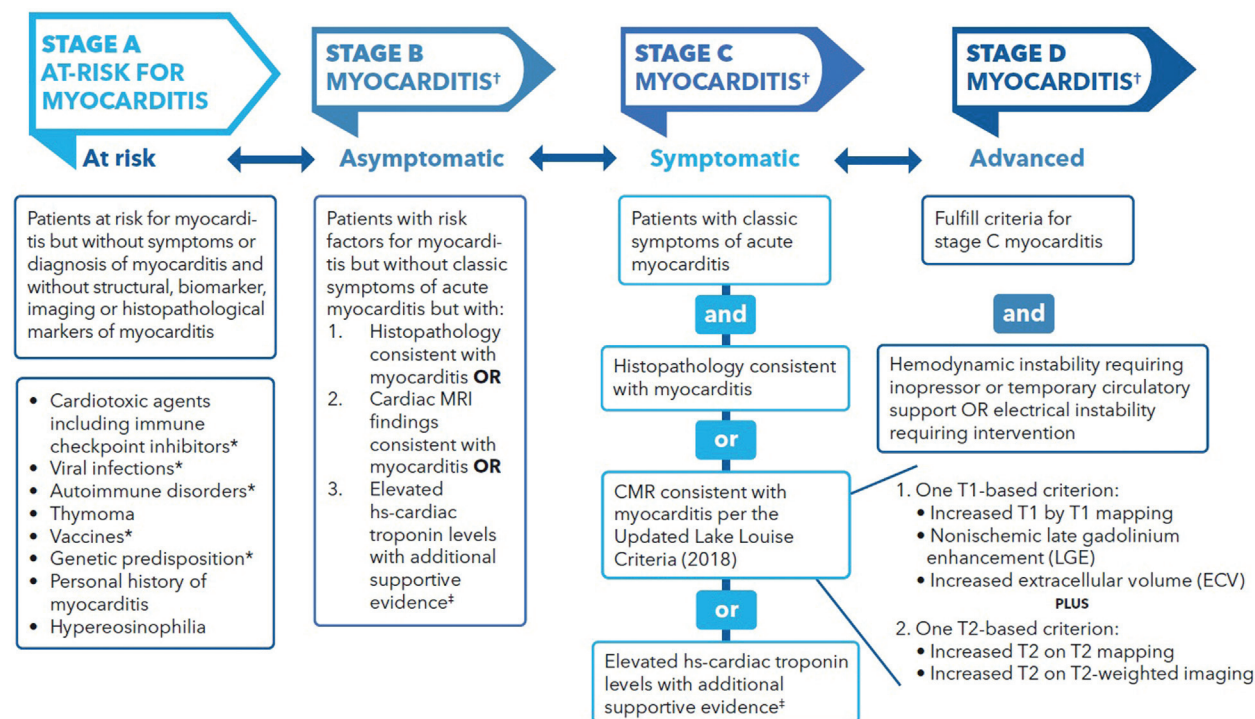 STAGE A
AT-RISK FOR
MYOCARDITIS
At risk
Patients at risk for myocardi-
tis but without symptoms or
diagnosis of myocarditis and
without structural, biomarker,
imaging or histopathological
markers of myocarditis
• Cardiotoxic agents
including immune
checkpoint inhibitors*
• Viral infections*
• Autoimmune disorders*
• Thymoma
• Vaccines*
• Genetic predisposition*
• Personal history of
myocarditis
• Hypereosinophilia
STAGE B
MYOCARDITIS†
Asymptomatic
Patients with risk
factors for myocardi-
tis but without classic
symptoms of acute
myocarditis but with:
1. Histopathology
consistent with
myocarditis OR
2. Cardiac MRI
findings
consistent with
myocarditis OR
3. Elevated
hs-cardiac
troponin levels
with additional
supportive
evidence‡
STAGE C
MYOCARDITIS†
Symptomatic
Patients with classic
symptoms of acute
myocarditis
and
Histopathology consistent
with myocarditis
or
CMR consistent with
myocarditis per the
Updated Lake Louise
Criteria (2018)
or
Elevated hs-cardiac troponin
levels with additional
supportive evidence‡
STAGE D
MYOCARDITIS†
Advanced
Fulfill criteria for
stage C myocarditis
and
Hemodynamic instability requiring
inopressor or temporary circulatory
support OR electrical instability
requiring intervention
1. One T1-based criterion:
• Increased T1 by T1 mapping
• Nonischemic late gadolinium
enhancement (LGE)
• Increased extracellular volume (ECV)
PLUS
2. One T2-based criterion:
• Increased T2 on T2 mapping
• Increased T2 on T2-weighted imaging